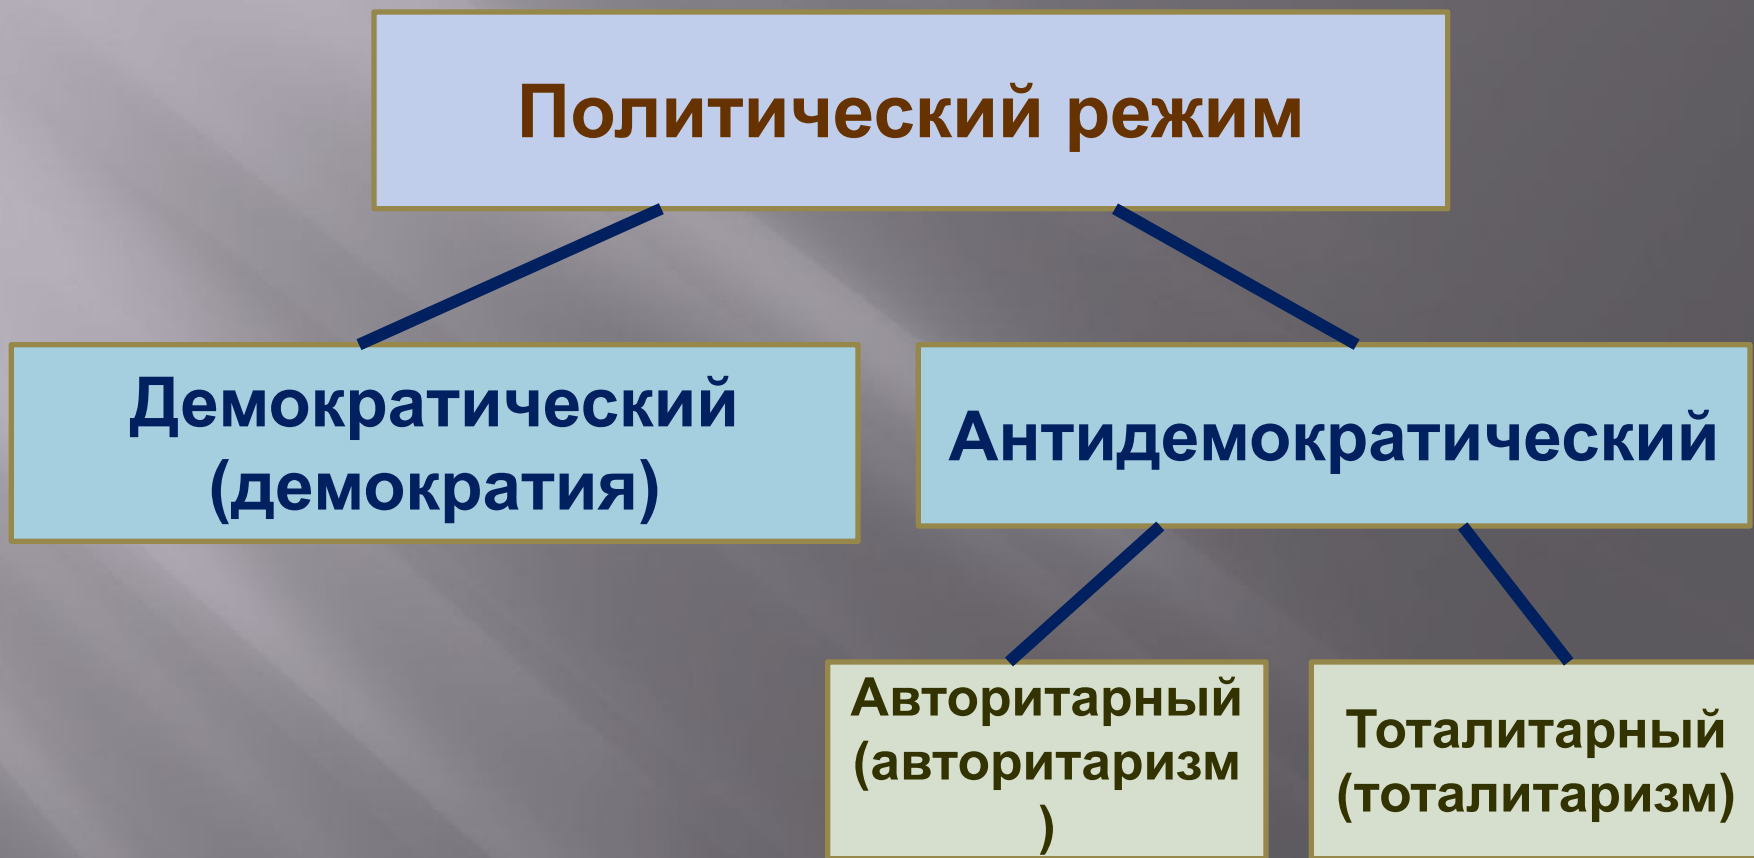 Политический режим
Демократический
(демократия)
Антидемократический
Авторитарный
(авторитаризм
)
Тоталитарный
(тоталитаризм)